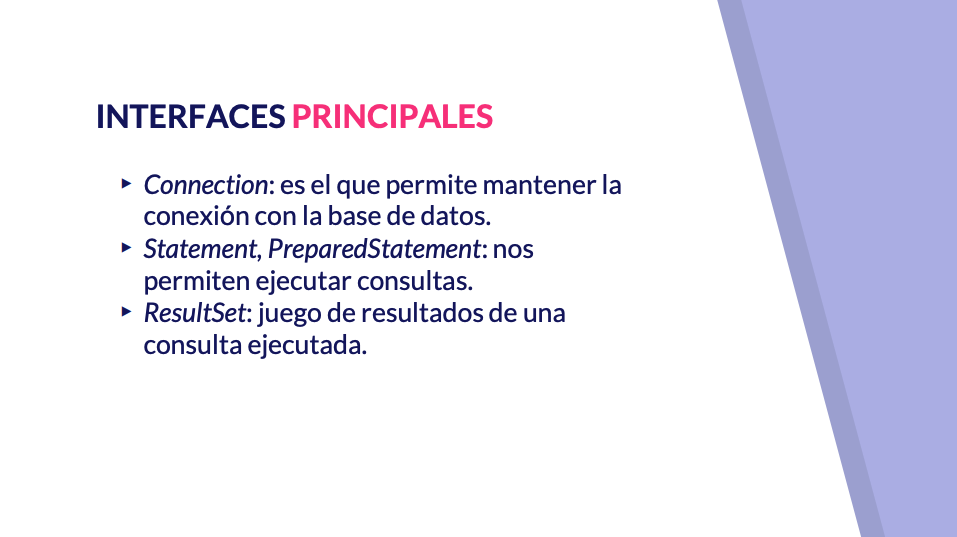 INTERFACES PRINCIPALES
▸ Connection: es el que permite mantener la
conexión con la base de datos.
▸ Statement, PreparedStatement: nos
permiten ejecutar consultas.
▸ ResultSet: juego de resultados de una
consulta ejecutada.